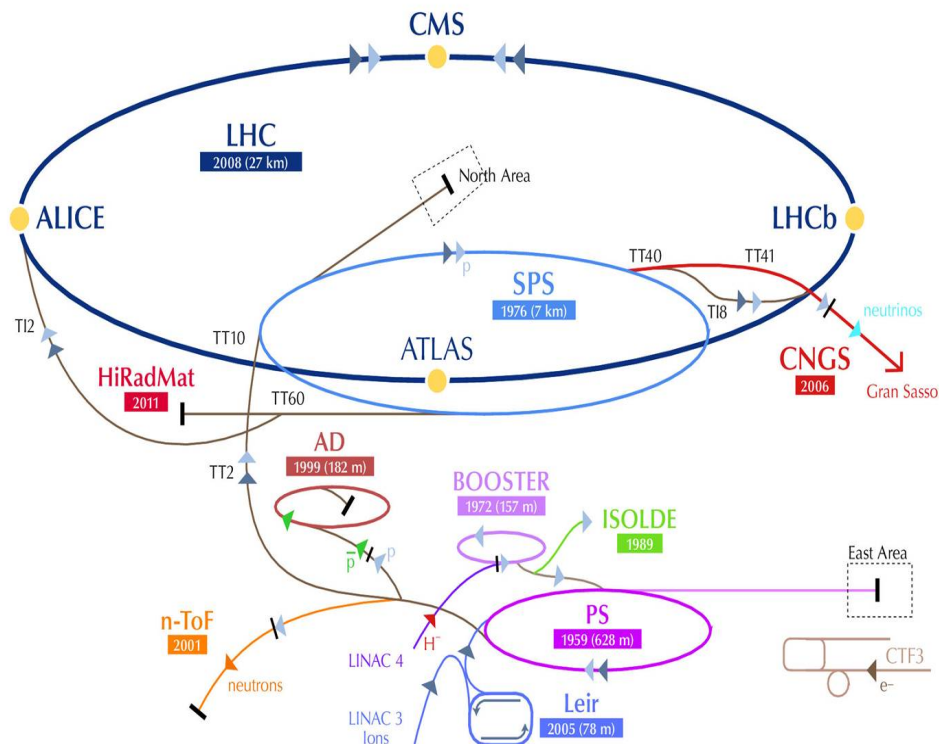 CMS
LHC
2008 (27 km)
North Area
ALICE
LHCb
TT40
TT41
p
SPS
1976 (7 km)
TI8
neutrinos
TI2
TT10
ATLAS
CNGS
2006
Gran Sasso
HiRadMat
2011
TT60
AD
1999 (182 m)
TT2
BOOSTER
1972 (157 m)
ISOLDE
1989
p̅
p
East Area
n-ToF
2001
PS
1959 (628 m)
H⁻
LINAC 4
neutrons
CTF3
e–
LINAC 3
Ions
Leir
2005 (78 m)